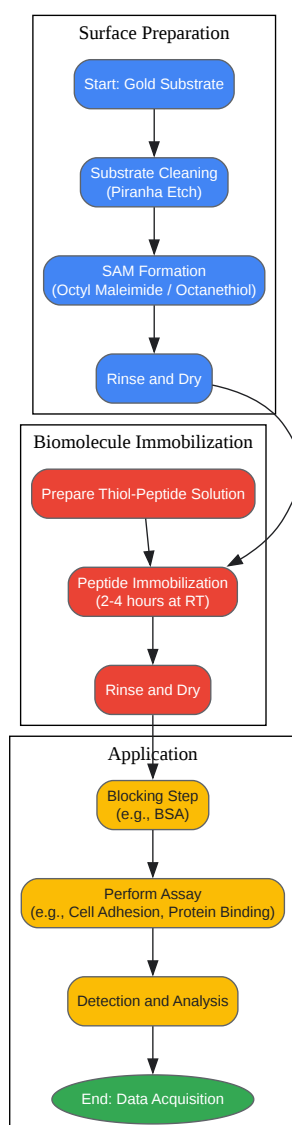 Surface Preparation
Start: Gold Substrate
Substrate Cleaning
(Piranha Etch)
SAM Formation
(Octyl Maleimide / Octanethiol)
Rinse and Dry
Biomolecule Immobilization
Prepare Thiol-Peptide Solution
Peptide Immobilization
(2-4 hours at RT)
Rinse and Dry
Application
Blocking Step
(e.g., BSA)
Perform Assay
(e.g., Cell Adhesion, Protein Binding)
Detection and Analysis
End: Data Acquisition